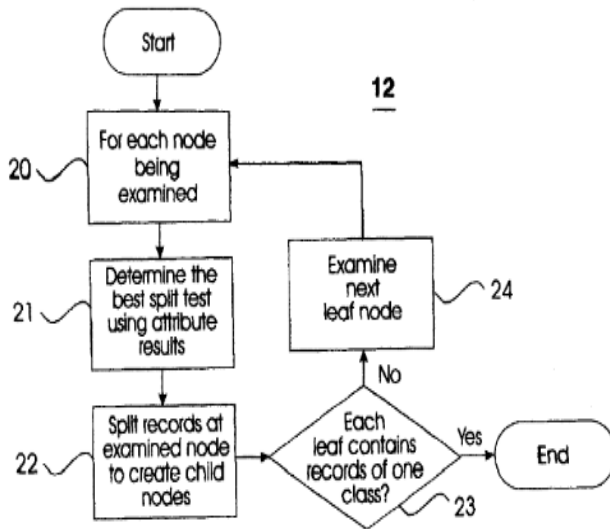 Start
12
20
For each node
being
examined
21
Determine the
best split test
using attribute
results
Examine
next
leaf node
24
No
22
Split records at
examined node
to create child
nodes
Each
leaf contains
records of one
class?
23
Yes
End